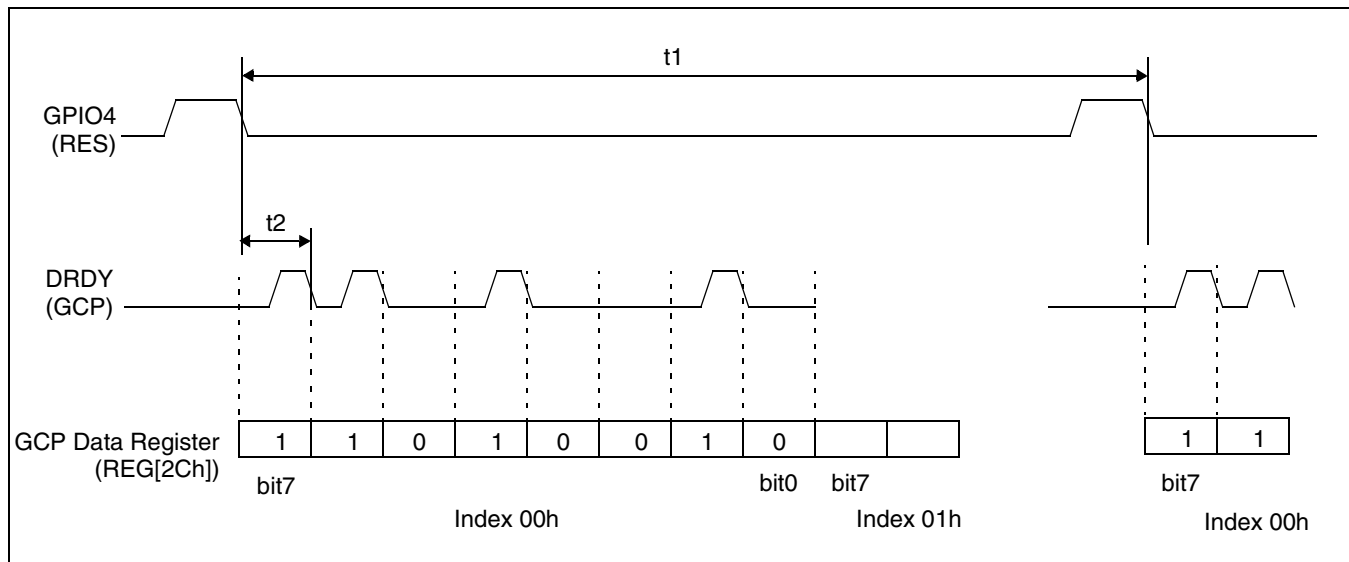 t1
GPIO4
(RES)
t2
DRDY
(GCP)
GCP Data Register
(REG[2Ch])
1 1 0 1 0 0 1 0
1 1
bit7 bit0 bit7 bit7
Index 00h Index 01h Index 00h